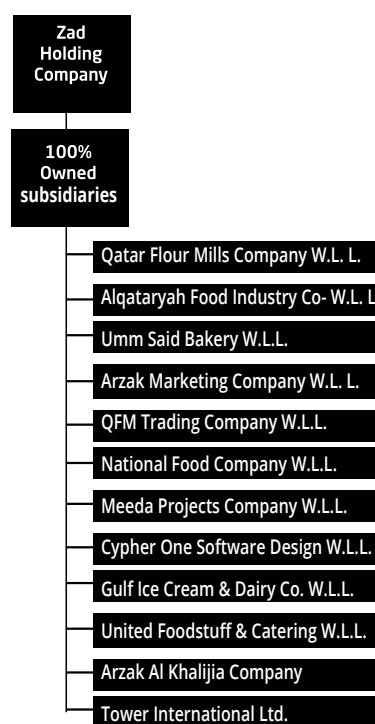 Zad
Holding
Company
100%
Owned
subsidiaries
Qatar Flour Mills Company W.L. L.
Alqataryah Food Industry Co- W.L. L
Umm Said Bakery W.L.L.
Arzak Marketing Company W.L. L.
QFM Trading Company W.L.L.
National Food Company W.L.L.
Meeda Projects Company W.L.L.
Cypher One Software Design W.L.L.
Gulf Ice Cream & Dairy Co. W.L.L.
United Foodstuff & Catering W.L.L.
Arzak Al Khalijia Company
Tower International Ltd.